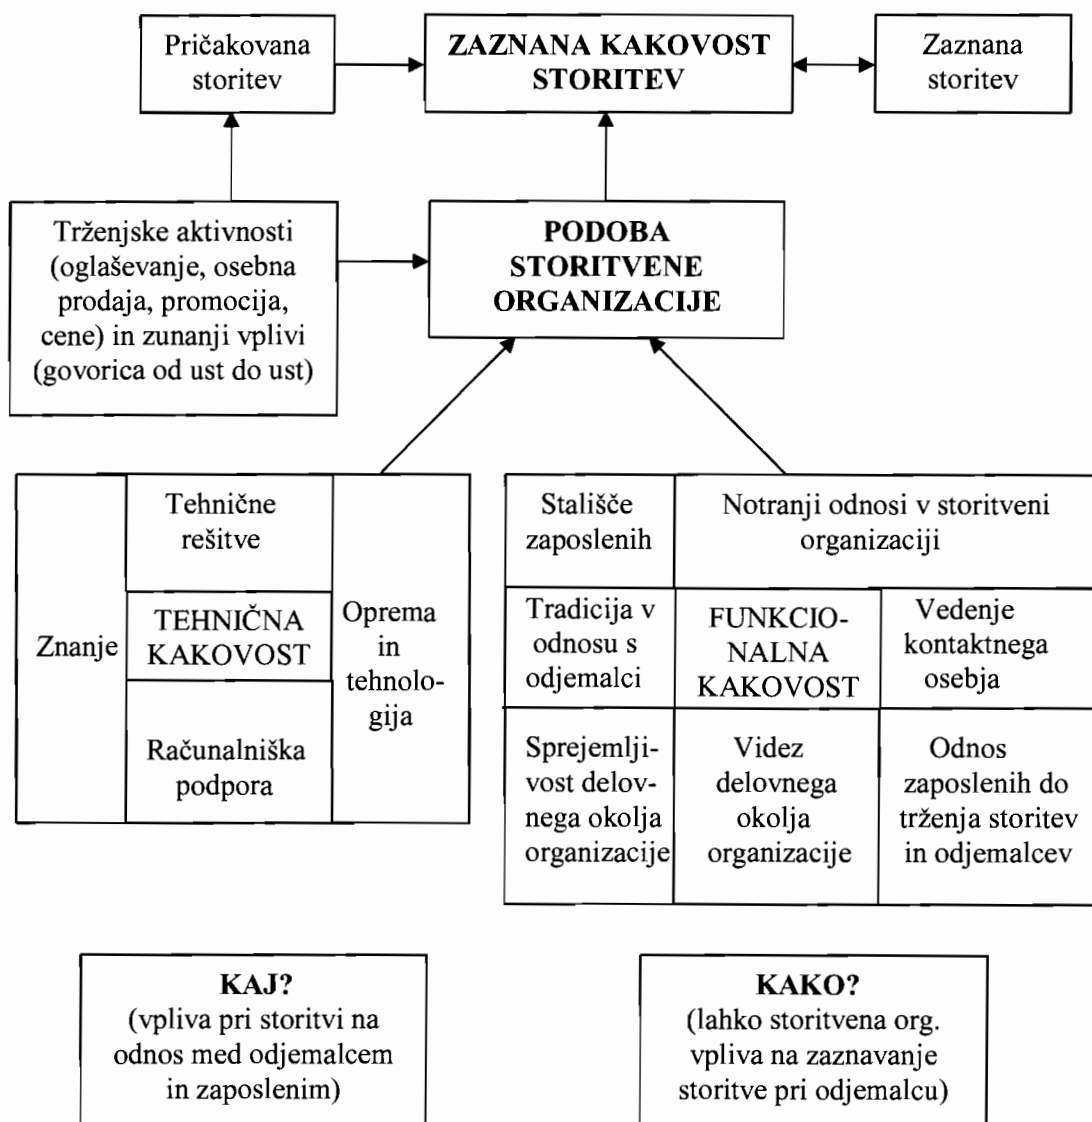 Pričakovana
storitev
ZAZNANA KAKOVOST
STORITEV
Zaznana
storitev
Trženjske aktivnosti
(oglaševanje, osebna
prodaja, promocija,
cene) in zunanji vplivi
(govorica od ust do ust)
PODOBA
STORITVENE
ORGANIZACIJE
Znanje
Tehnične
rešitve
TEHNIČNA
KAKOVOST
Računalniška
podpora
Oprema
in
tehnolo-
gija
Stališče
zaposlenih
Notranji odnosi v storitveni
organizaciji
Tradicija v
odnosu s
odjemalci
FUNKCIO-
NALNA
KAKOVOST
Vedenje
kontaktnega
osebja
Sprejemlji-
vost delov-
nega okolja
organizacije
Videz
delovnega
okolja
organizacije
Odnos
zaposlenih do
trženja storitev
in odjemalcev
KAJ?
(vpliva pri storitvi na
odnos med odjemalcem
in zaposlenim)
KAKO?
(lahko storitvena org.
vpliva na zaznavanje
storitve pri odjemalcu)